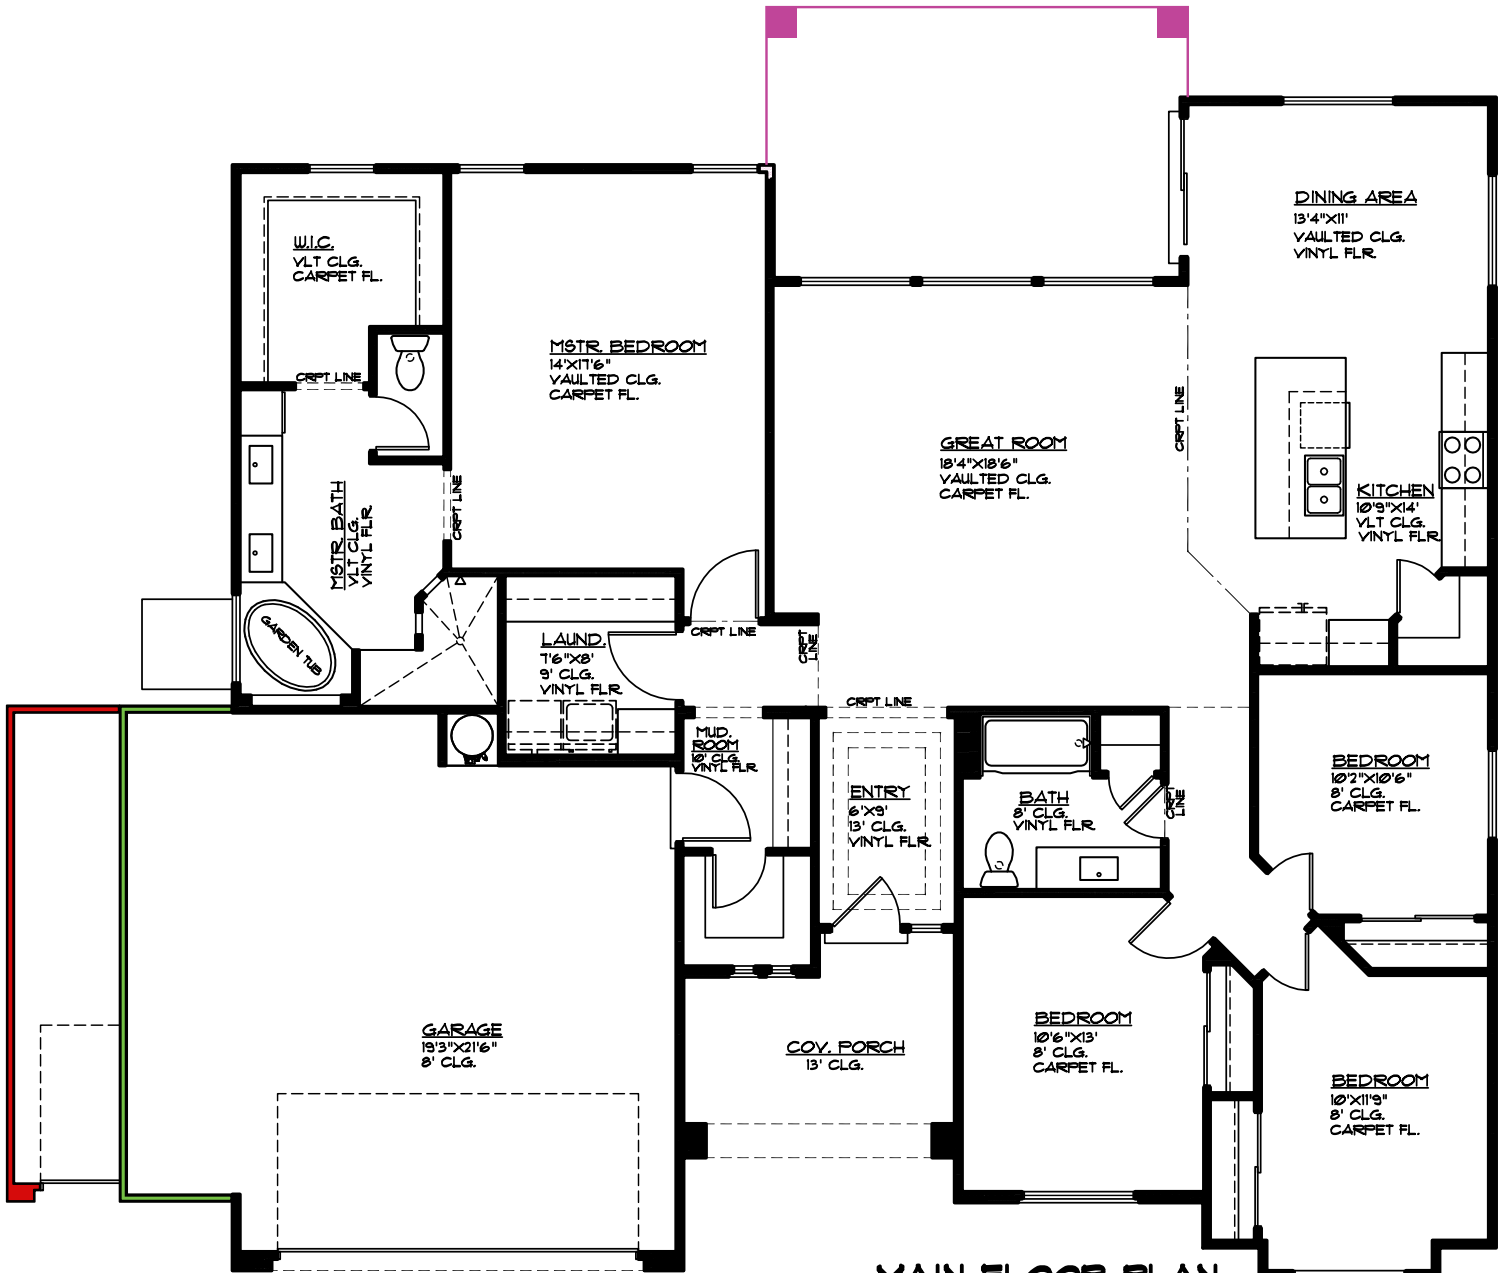 DINING AREA
13'4"X11'
VAULTED CLG.
VINYL FLR.
W.I.C.
VLT CLG.
CARPET FL.
MSTR. BEDROOM
14'X17'6"
VAULTED CLG.
CARPET FL.
CRPT LINE
CRPT LINE
GREAT ROOM
18'4"X18'6"
VAULTED CLG.
CARPET FL.
KITCHEN
10'9"X14'
VLT CLG.
VINYL FLR.
MSTR. BATH
VLT CLG.
VINYL FLR.
CRPT LINE
GARDEN TUB
LAUND.
7'6"X8'
9' CLG.
VINYL FLR.
CRPT LINE
CRPT
LINE
CRPT LINE
MUD.
ROOM
10' CLG.
VINYL FLR.
ENTRY
6'X9'
13' CLG.
VINYL FLR.
BATH
8' CLG.
VINYL FLR.
CRPT
LINE
BEDROOM
10'2"X10'6"
8' CLG.
CARPET FL.
GARAGE
19'3"X21'6"
8' CLG.
COV. PORCH
13' CLG.
BEDROOM
10'6"X13'
8' CLG.
CARPET FL.
BEDROOM
10'X11'9"
8' CLG.
CARPET FL.
MAIN FLOOR PLAN